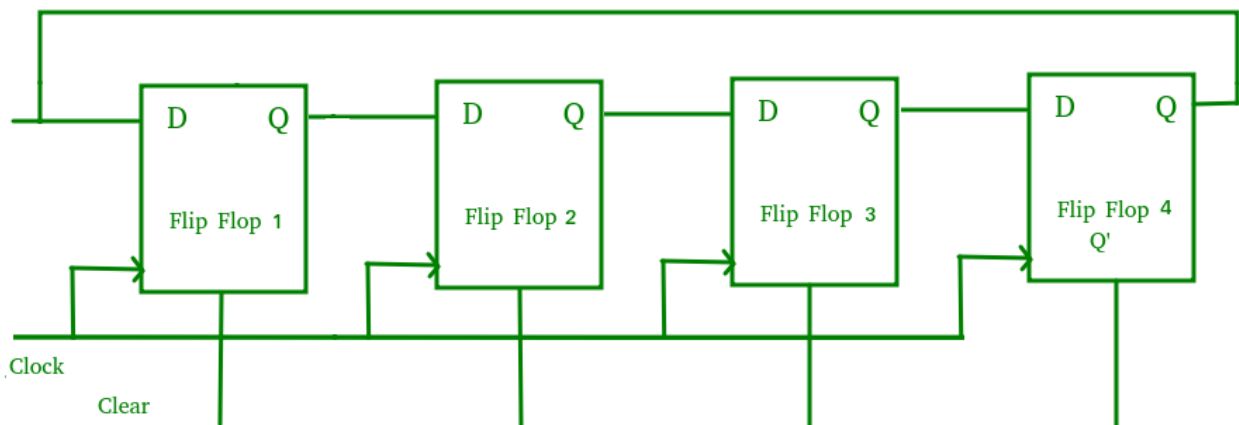 D Q D Q D Q D Q
Flip Flop 1
Flip Flop 2
Flip Flop 3
Flip Flop 4
Q'
Clock
Clear